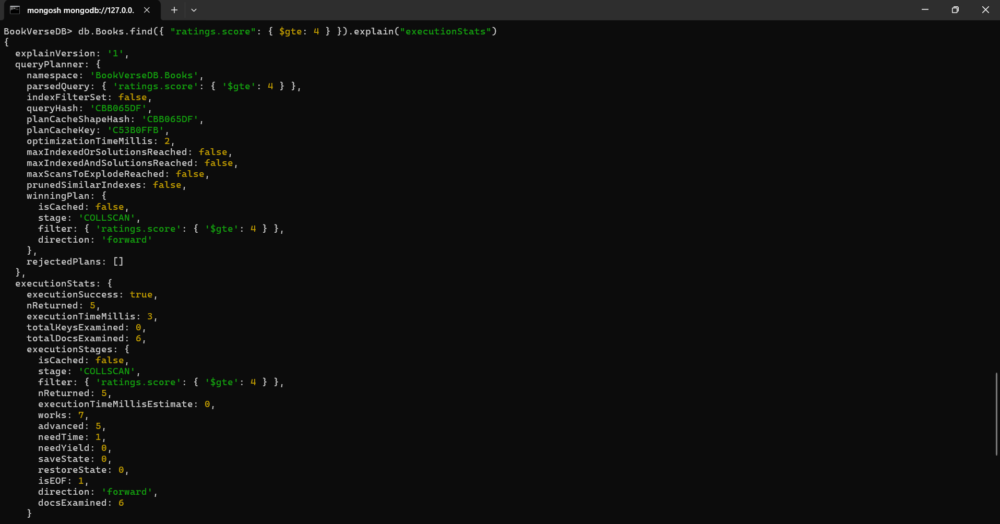 mongosh mongodb://127.0.0.
BookVerseDB> db.Books.find({ "ratings.score": { $gte: 4 } }).explain("executionStats")
{
  explainVersion: '1',
  queryPlanner: {
    namespace: 'BookVerseDB.Books',
    parsedQuery: { 'ratings.score': { '$gte': 4 } },
    indexFilterSet: false,
    queryHash: 'CBB065DF',
    planCacheShapeHash: 'CBB065DF',
    planCacheKey: 'C53B0FFB',
    optimizationTimeMillis: 2,
    maxIndexedOrSolutionsReached: false,
    maxIndexedAndSolutionsReached: false,
    maxScansToExplodeReached: false,
    prunedSimilarIndexes: false,
    winningPlan: {
      isCached: false,
      stage: 'COLLSCAN',
      filter: { 'ratings.score': { '$gte': 4 } },
      direction: 'forward'
    },
    rejectedPlans: []
  },
  executionStats: {
    executionSuccess: true,
    nReturned: 5,
    executionTimeMillis: 3,
    totalKeysExamined: 0,
    totalDocsExamined: 6,
    executionStages: {
      isCached: false,
      stage: 'COLLSCAN',
      filter: { 'ratings.score': { '$gte': 4 } },
      nReturned: 5,
      executionTimeMillisEstimate: 0,
      works: 7,
      advanced: 5,
      needTime: 1,
      needYield: 0,
      saveState: 0,
      restoreState: 0,
      isEOF: 1,
      direction: 'forward',
      docsExamined: 6
    }